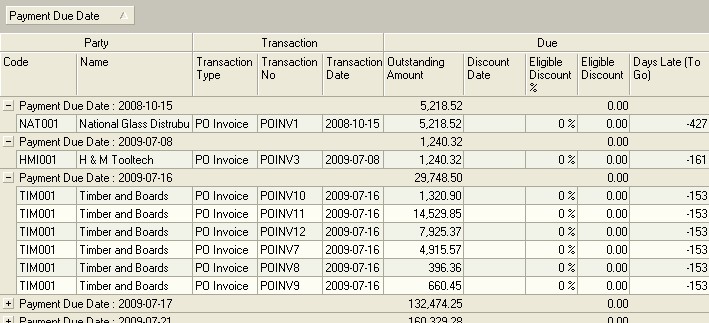 Payment Due Date
Party Transaction Due
Code Name Transaction Type Transaction No Transaction Date Outstanding Amount Discount Date Eligible Discount % Eligible Discount Days Late (To Go)
Payment Due Date : 2008-10-15 5,218.52 0.00
NAT001 National Glass Distrubu PO Invoice POINV1 2008-10-15 5,218.52 0 % 0.00 -427
Payment Due Date : 2009-07-08 1,240.32 0.00
HMI001 H & M Tooltech PO Invoice POINV3 2009-07-08 1,240.32 0 % 0.00 -161
Payment Due Date : 2009-07-16 29,748.50 0.00
TIM001 Timber and Boards PO Invoice POINV10 2009-07-16 1,320.90 0 % 0.00 -153
TIM001 Timber and Boards PO Invoice POINV11 2009-07-16 14,529.85 0 % 0.00 -153
TIM001 Timber and Boards PO Invoice POINV12 2009-07-16 7,925.37 0 % 0.00 -153
TIM001 Timber and Boards PO Invoice POINV7 2009-07-16 4,915.57 0 % 0.00 -153
TIM001 Timber and Boards PO Invoice POINV8 2009-07-16 396.36 0 % 0.00 -153
TIM001 Timber and Boards PO Invoice POINV9 2009-07-16 660.45 0 % 0.00 -153
Payment Due Date : 2009-07-17 132,474.25 0.00
Payment Due Date : 2009-07-21 160,329.28 0.00